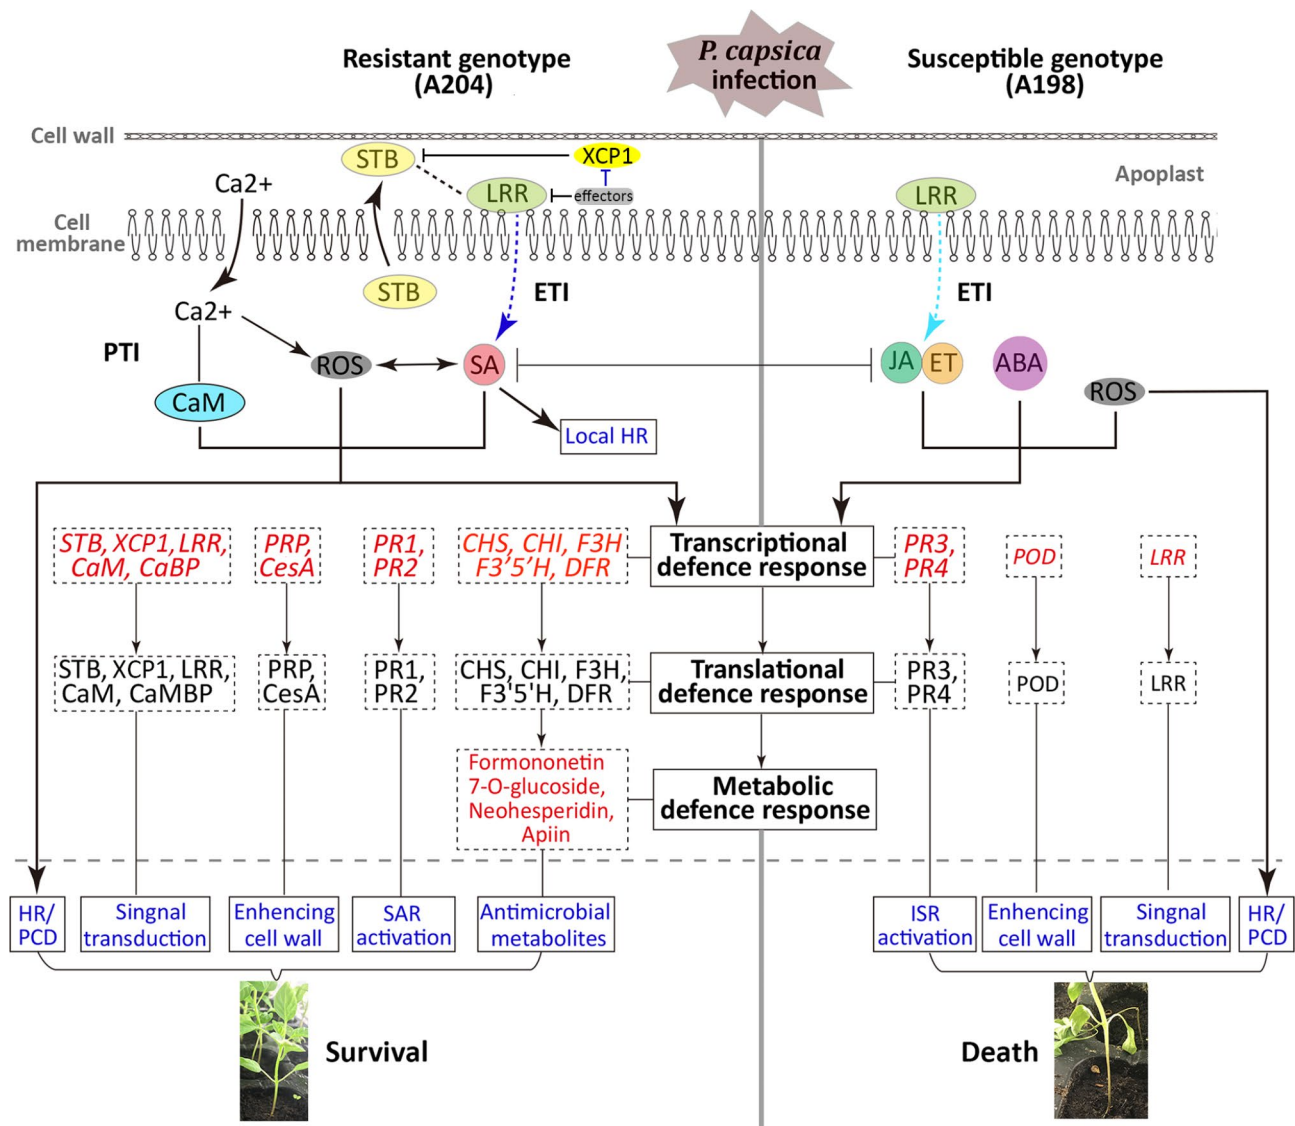 Resistant genotype
(A204)
P. capsica
infection
Susceptible genotype
(A198)
Cell wall
STB
XCP1
Apoplast
Ca2+
LRR
effectors
LRR
Cell
membrane
STB
ETI
ETI
Ca2+
PTI
ROS
SA
JA
ET
ABA
CaM
ROS
Local HR
STB, XCP1, LRR,
CaM, CaBP
PRP,
CesA
PR1,
PR2
CHS, CHI, F3H
F3’5’H, DFR
Transcriptional
defence response
PR3,
PR4
POD
LRR
STB, XCP1, LRR,
CaM, CaMBP
PRP,
CesA
PR1,
PR2
CHS, CHI, F3H,
F3'5'H, DFR
Translational
defence response
PR3,
PR4
POD
LRR
Formononetin
7-O-glucoside,
Neohesperidin,
Apiin
Metabolic
defence response
HR/
PCD
Singnal
transduction
Enhencing
cell wall
SAR
activation
Antimicrobial
metabolites
ISR
activation
Enhencing
cell wall
Singnal
transduction
HR/
PCD
Survival
Death